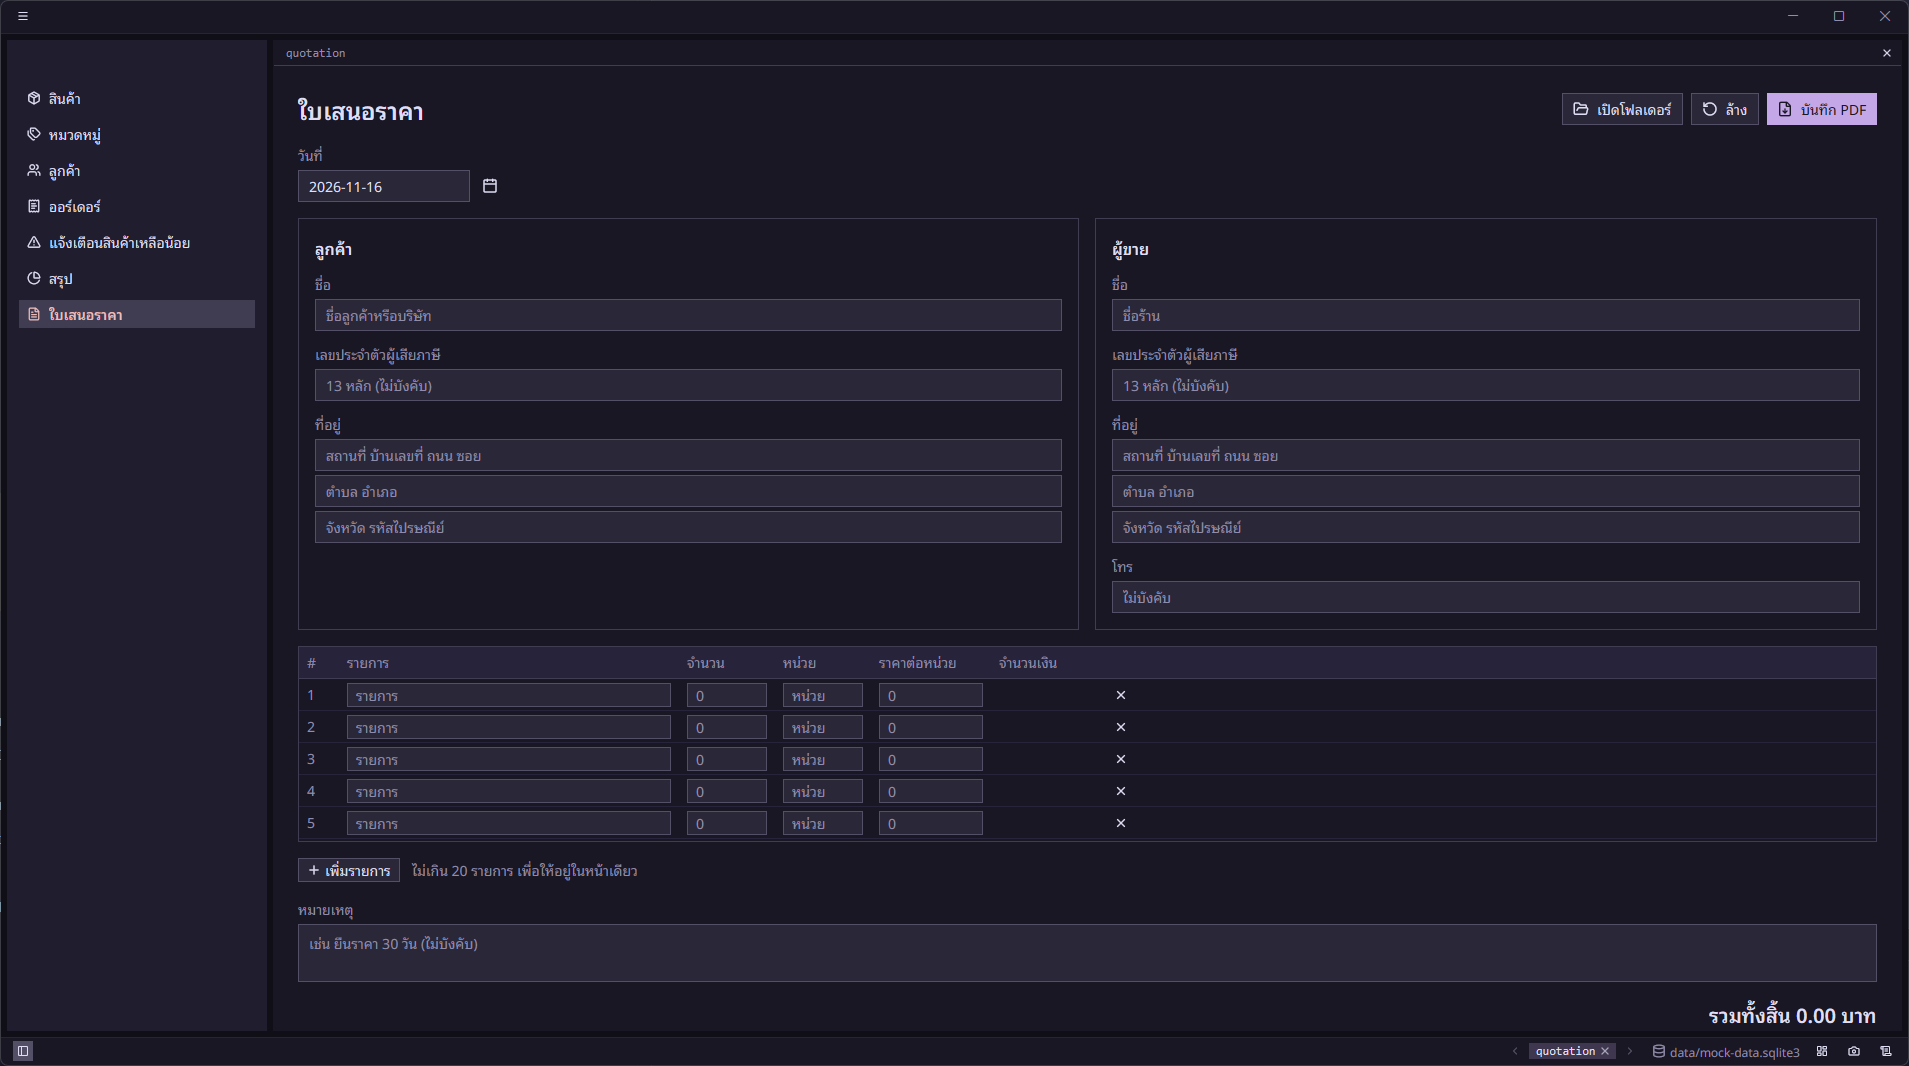 quotation
สินค้า
หมวดหมู่
ลูกค้า
ออร์เดอร์
แจ้งเตือนสินค้าเหลือน้อย
สรุป
ใบเสนอราคา
ใบเสนอราคา
เปิดโฟลเดอร์
ล้าง
บันทึก PDF
วันที่
2026-11-16
ลูกค้า
ชื่อ
ชื่อลูกค้าหรือบริษัท
เลขประจำตัวผู้เสียภาษี
13 หลัก (ไม่บังคับ)
ที่อยู่
สถานที่ บ้านเลขที่ ถนน ซอย
ตำบล อำเภอ
จังหวัด รหัสไปรษณีย์
ผู้ขาย
ชื่อ
ชื่อร้าน
เลขประจำตัวผู้เสียภาษี
13 หลัก (ไม่บังคับ)
ที่อยู่
สถานที่ บ้านเลขที่ ถนน ซอย
ตำบล อำเภอ
จังหวัด รหัสไปรษณีย์
โทร
ไม่บังคับ
# รายการ จำนวน หน่วย ราคาต่อหน่วย จำนวนเงิน
1 รายการ 0 หน่วย 0
2 รายการ 0 หน่วย 0
3 รายการ 0 หน่วย 0
4 รายการ 0 หน่วย 0
5 รายการ 0 หน่วย 0
+ เพิ่มรายการ ไม่เกิน 20 รายการ เพื่อให้อยู่ในหน้าเดียว
หมายเหตุ
เช่น ยืนราคา 30 วัน (ไม่บังคับ)
รวมทั้งสิ้น 0.00 บาท
quotation
data/mock-data.sqlite3